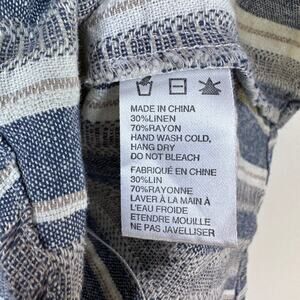 MADE IN CHINA
30%LINEN
70%RAYON
HAND WASH COLD,
HANG DRY
DO NOT BLEACH
FABRIQUÉ EN CHINE
30%LIN
70%RAYONNE
LAVER À LA MAIN À
L'EAU FROIDE
ETENDRE MOUILLE
NE PAS JAVELLISER